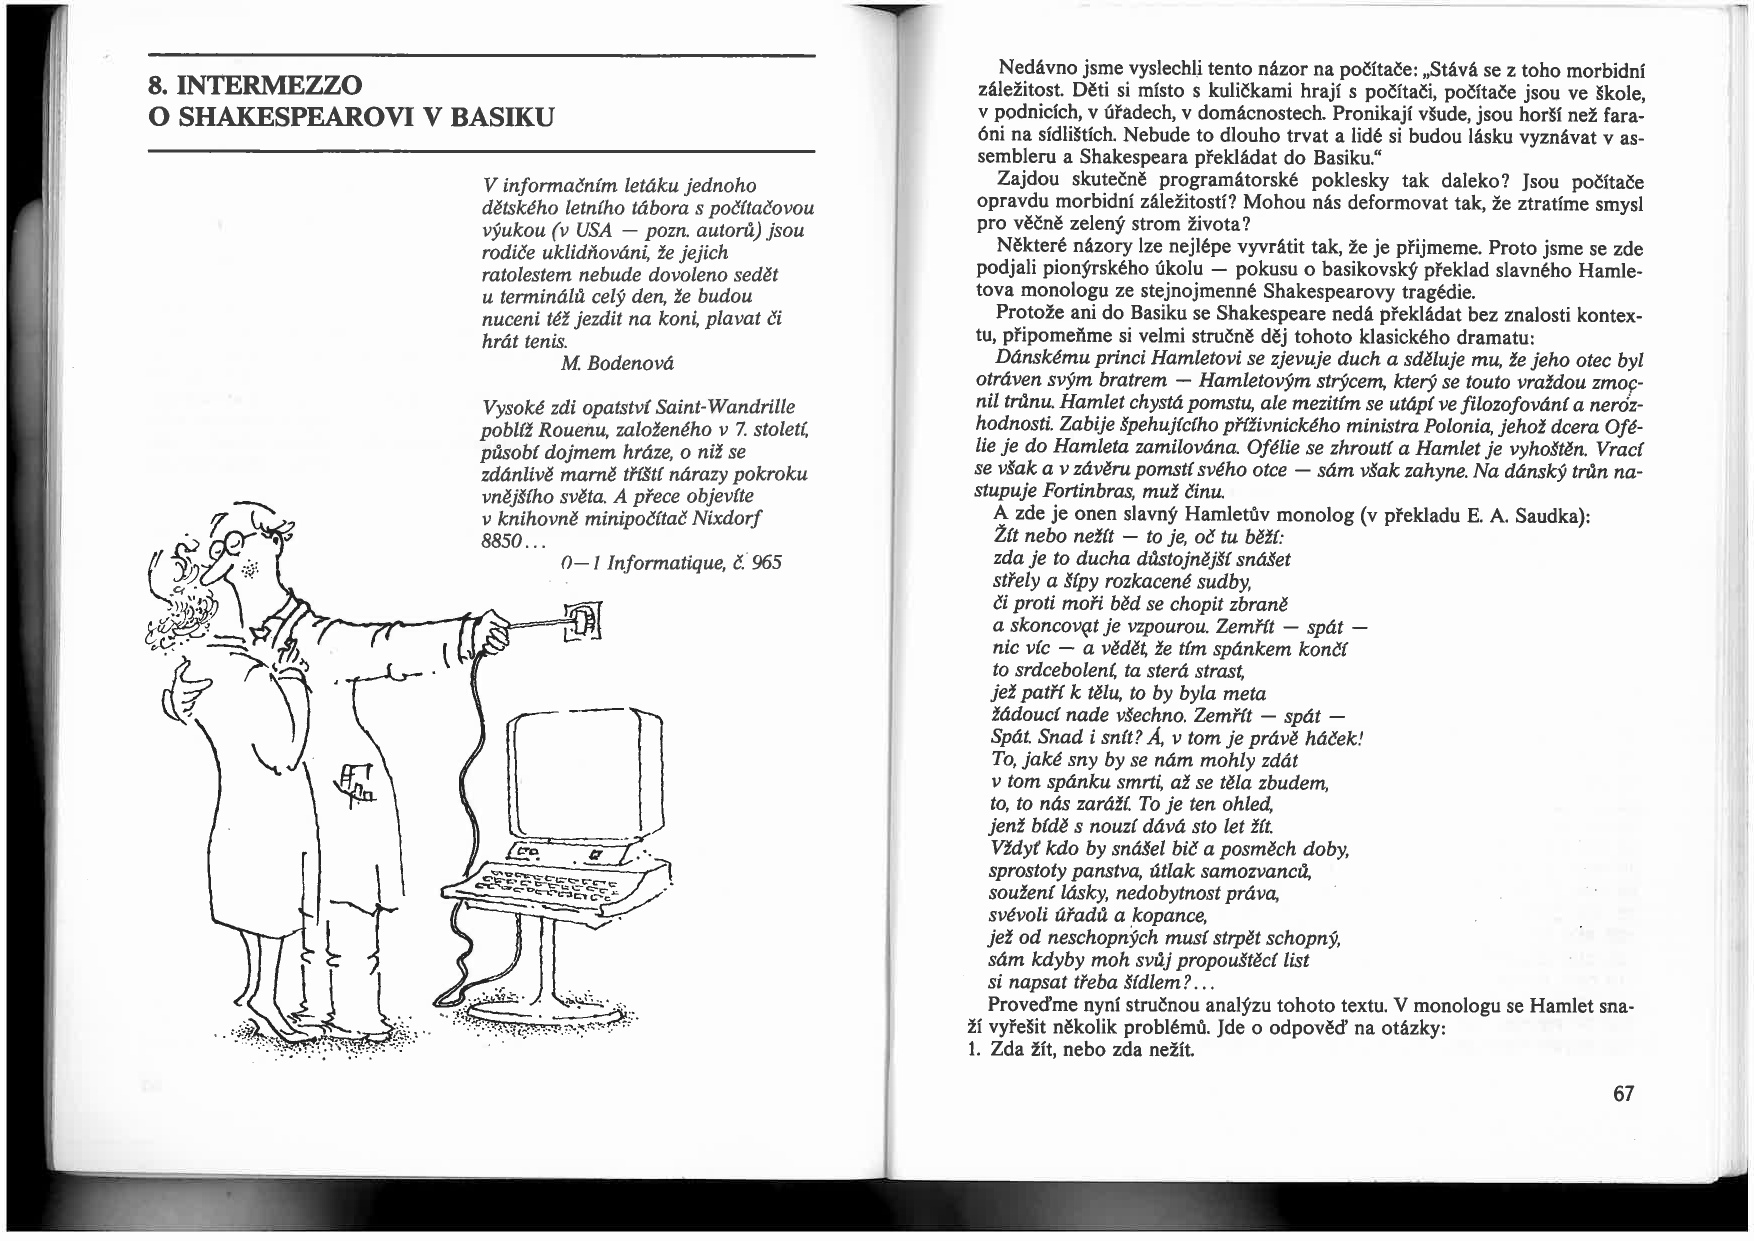 8. INTERMEZZO
O SHAKESPEAROVI V BASIKU
V informačním letáku jednoho
dětského letního tábora s počítačovou
výukou (v USA — pozn. autorů) jsou
rodiče uklidňováni, že jejich
ratolestem nebude dovoleno sedět
u terminálů celý den, že budou
nuceni též jezdit na koni, plavat či
hrát tenis.
M. Bodenová
Vysoké zdi opatství Saint-Wandrille
poblíž Rouenu, založeného v 7. století,
působí dojmem hráze, o niž se
zdánlivě marně tříští nárazy pokroku
vnějšího světa. A přece objevíte
v knihovně minipočítač Nixdorf
8850...
0—1 Informatique, č. 965
Nedávno jsme vyslechli tento názor na počítače: „Stává se z toho morbidní
záležitost. Děti si místo s kuličkami hrají s počítači, počítače jsou ve škole,
v podnicích, v úřadech, v domácnostech. Pronikají všude, jsou horší než fara-
óni na sídlištích. Nebude to dlouho trvat a lidé si budou lásku vyznávat v as-
sembleru a Shakespeara překládat do Basiku.“
Zajdou skutečně programátorské poklesky tak daleko? Jsou počítače
opravdu morbidní záležitostí? Mohou nás deformovat tak, že ztratíme smysl
pro věčně zelený strom života?
Některé názory lze nejlépe vyvrátit tak, že je přijmeme. Proto jsme se zde
podjali pionýrského úkolu — pokusu o basikovský překlad slavného Hamle-
tova monologu ze stejnojmenné Shakespearovy tragédie.
Protože ani do Basiku se Shakespeare nedá překládat bez znalosti kontex-
tu, připomeňme si velmi stručně děj tohoto klasického dramatu:
Dánskému princi Hamletovi se zjevuje duch a sděluje mu, že jeho otec byl
otráven svým bratrem — Hamletovým strýcem, který se touto vraždou zmoc-
nil trůnu. Hamlet chystá pomstu, ale mezitím se utápí ve filozofování a neroz-
hodnosti. Zabije špehujícího příživnického ministra Polonia, jehož dcera Ofé-
lie je do Hamleta zamilována. Ofélie se zhroutí a Hamlet je vyhoštěn. Vrací
se však a v závěru pomstí svého otce — sám však zahyne. Na dánský trůn na-
stupuje Fortinbras, muž činu.
A zde je onen slavný Hamletův monolog (v překladu E. A. Saudka):
Žít nebo nežít — to je, oč tu běží:
zda je to ducha důstojnější snášet
střely a šípy rozkacené sudby,
či proti moři běd se chopit zbraně
a skoncovat je vzpourou. Zemřít — spát —
nic víc — a vědět, že tím spánkem končí
to srdcebolení, ta sterá strast,
jež patří k tělu, to by byla meta
žádoucí nade všechno. Zemřít — spát —
Spát. Snad i snít? Á, v tom je právě háček!
To, jaké sny by se nám mohly zdát
v tom spánku smrti, až se těla zbudem,
to, to nás zaráží. To je ten ohled,
jenž bídě s nouzí dává sto let žít.
Vždyť kdo by snášel bič a posměch doby,
sprostoty panstva, útlak samozvanců,
soužení lásky, nedobytnost práva,
svévoli úřadů a kopance,
jež od neschopných musí strpět schopný,
sám kdyby moh svůj propouštěcí list
si napsat třeba šídlem?...
Proveďme nyní stručnou analýzu tohoto textu. V monologu se Hamlet sna-
ží vyřešit několik problémů. Jde o odpověď na otázky:
1. Zda žít, nebo zda nežít.
67